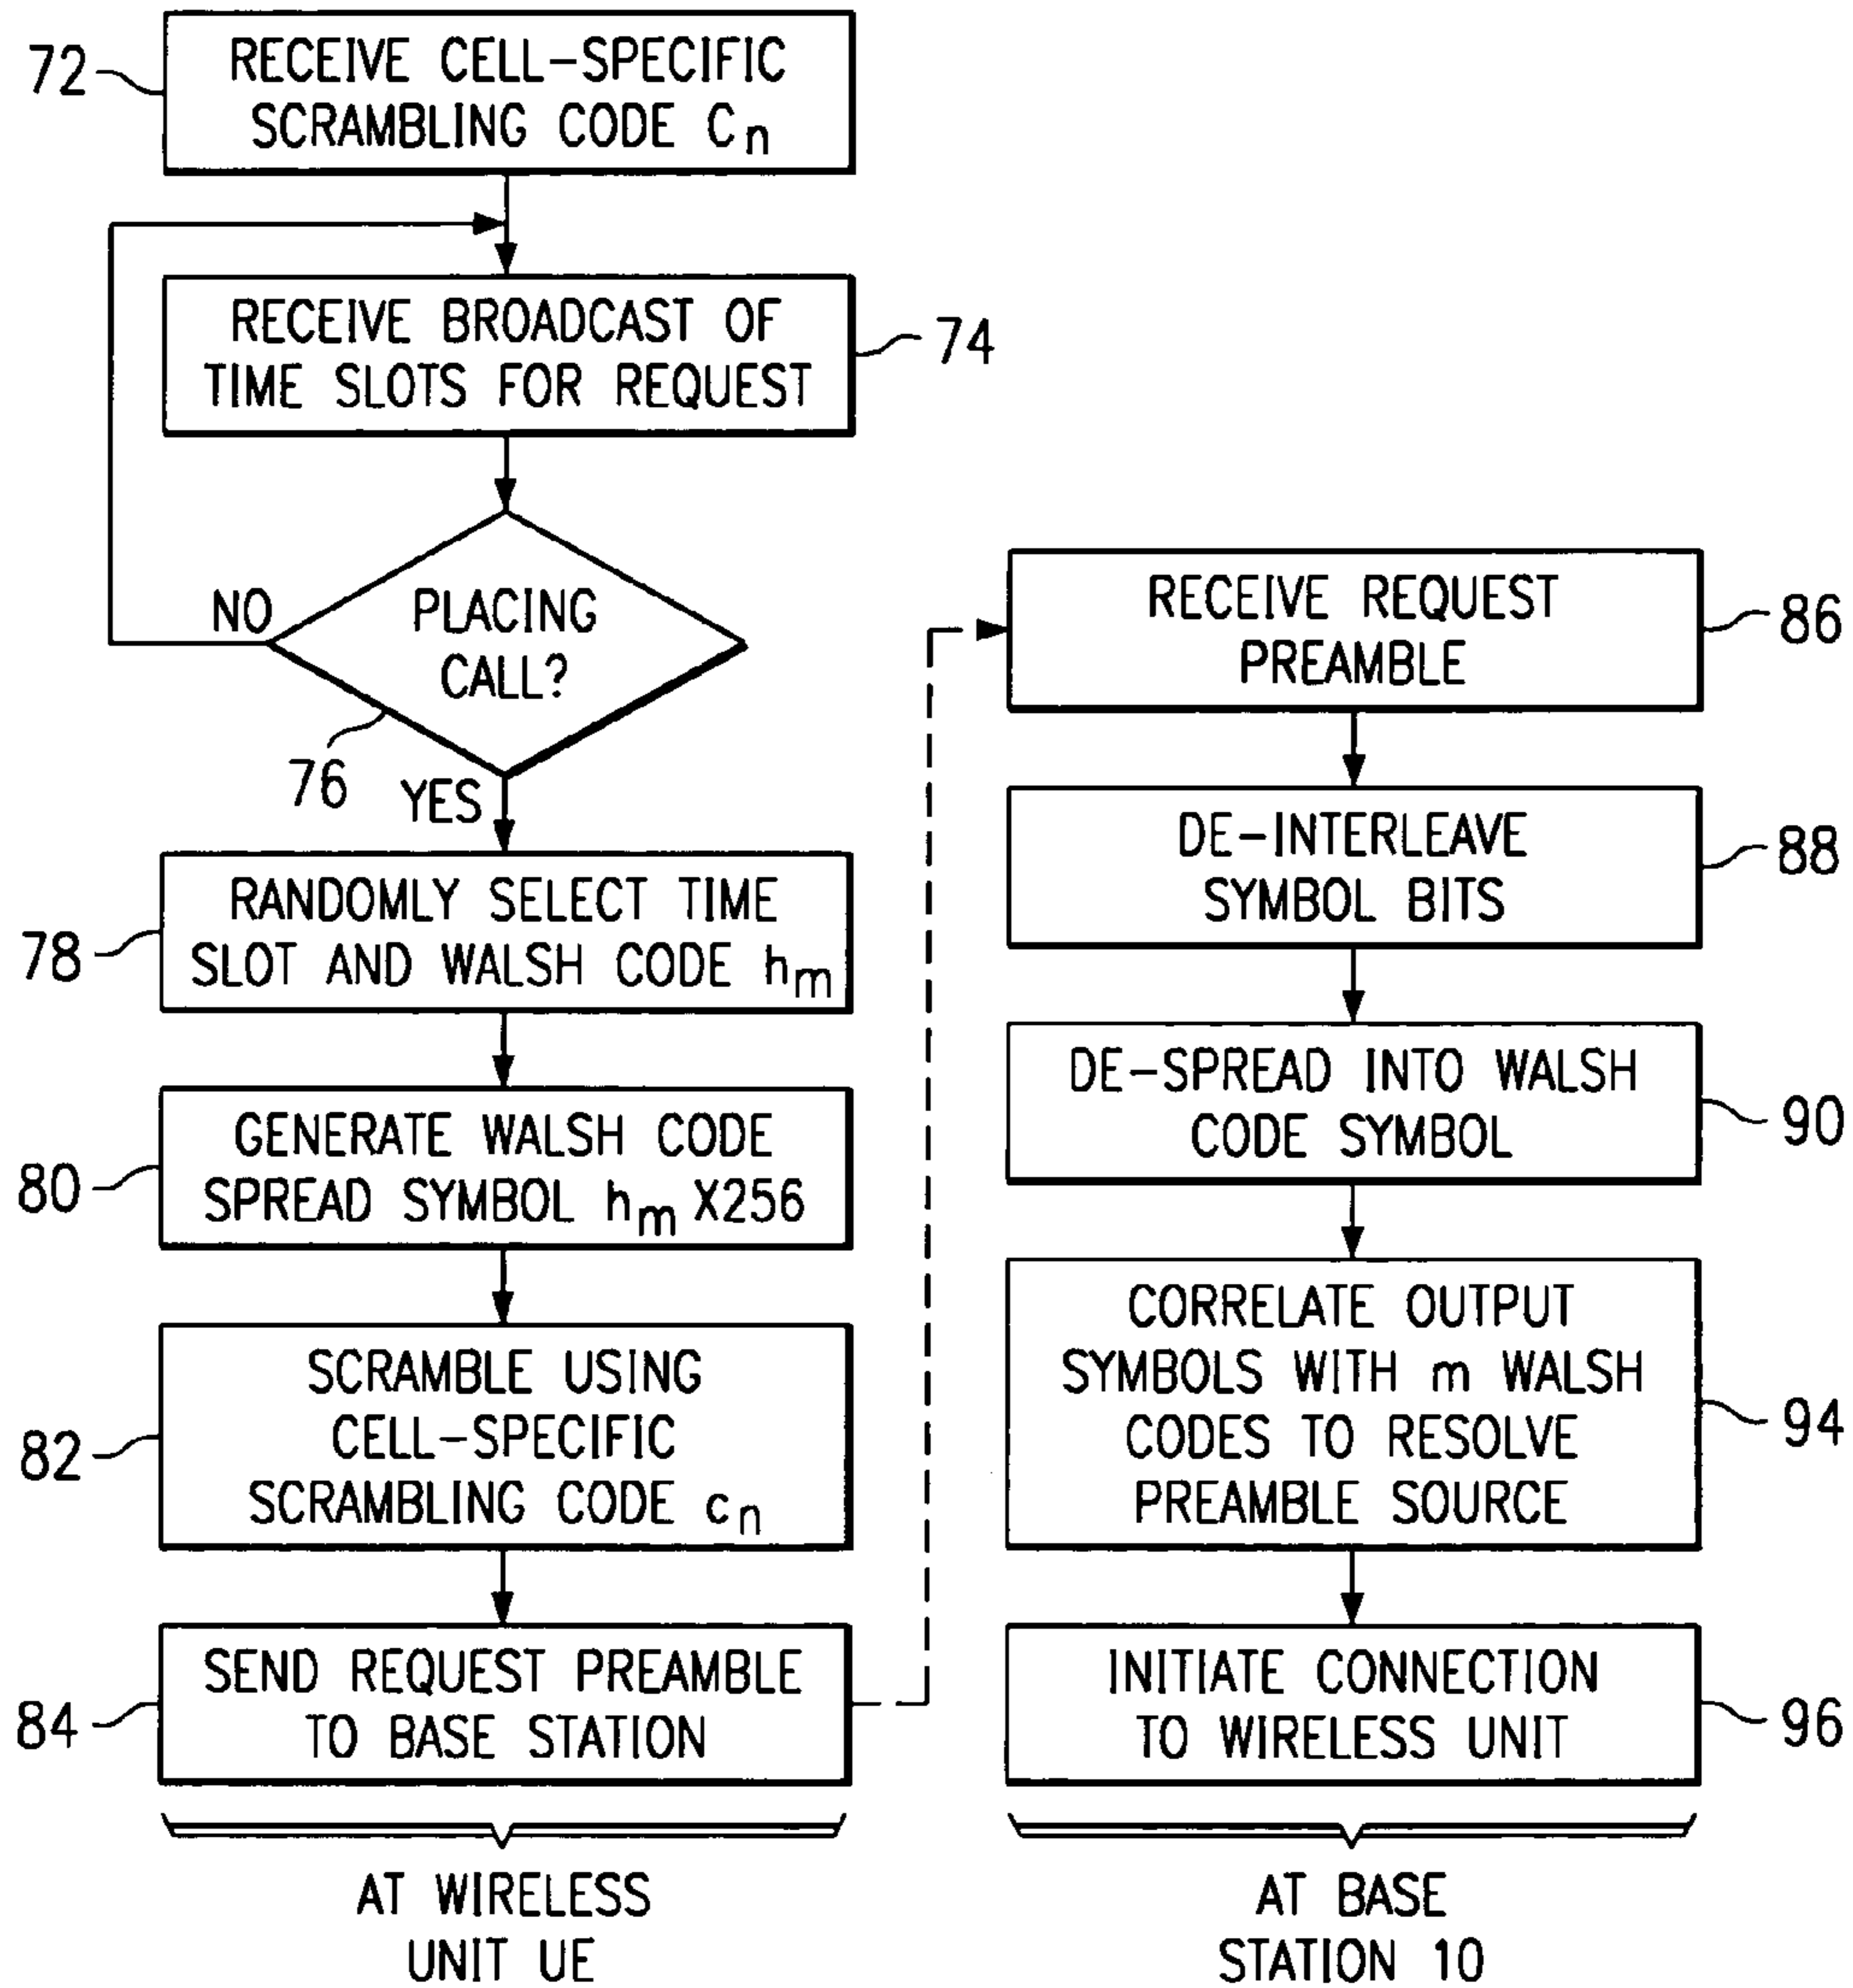 72
RECEIVE CELL-SPECIFIC
SCRAMBLING CODE Cn
RECEIVE BROADCAST OF
TIME SLOTS FOR REQUEST
74
NO
PLACING
CALL?
76
YES
78
RANDOMLY SELECT TIME
SLOT AND WALSH CODE hm
80
GENERATE WALSH CODE
SPREAD SYMBOL hm X256
82
SCRAMBLE USING
CELL-SPECIFIC
SCRAMBLING CODE cn
84
SEND REQUEST PREAMBLE
TO BASE STATION
AT WIRELESS
UNIT UE
RECEIVE REQUEST
PREAMBLE
86
DE-INTERLEAVE
SYMBOL BITS
88
DE-SPREAD INTO WALSH
CODE SYMBOL
90
CORRELATE OUTPUT
SYMBOLS WITH m WALSH
CODES TO RESOLVE
PREAMBLE SOURCE
94
INITIATE CONNECTION
TO WIRELESS UNIT
96
AT BASE
STATION 10